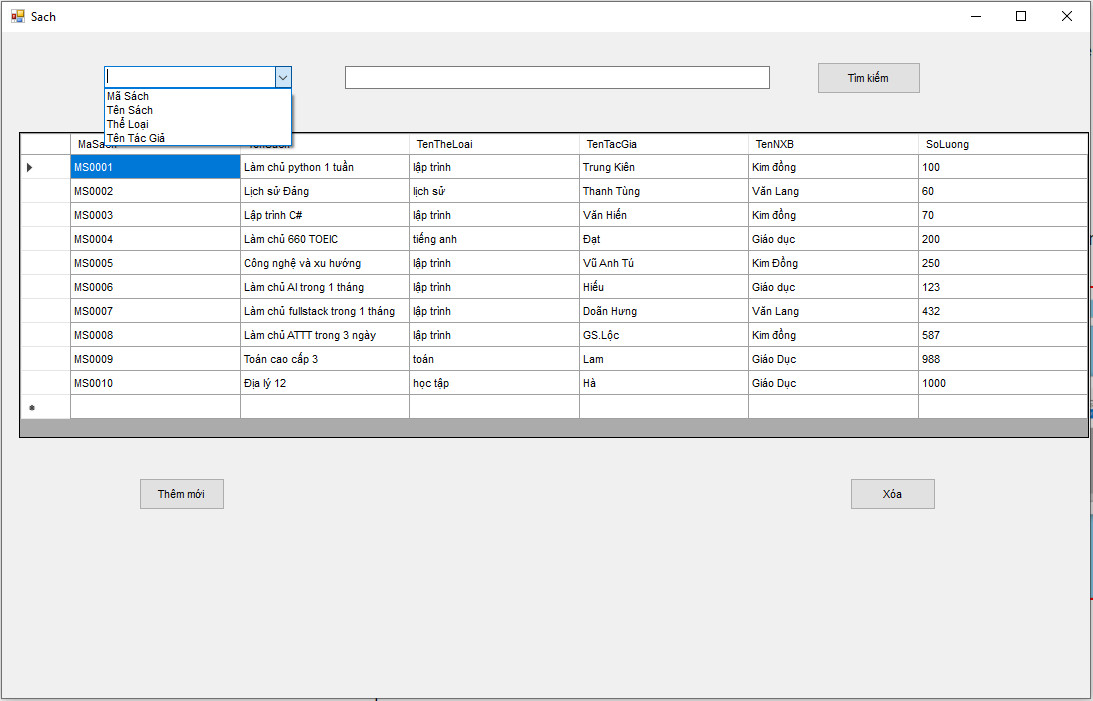 Sach
Tìm kiếm
Mã Sách
Tên Sách
Thể Loại
Tên Tác Giả
MaSach TenSach TenTheLoai TenTacGia TenNXB SoLuong
MS0001 Làm chủ python 1 tuần lập trình Trung Kiên Kim đồng 100
MS0002 Lịch sử Đảng lịch sử Thanh Tùng Văn Lang 60
MS0003 Lập trình C# lập trình Văn Hiến Kim đồng 70
MS0004 Làm chủ 660 TOEIC tiếng anh Đạt Giáo dục 200
MS0005 Công nghệ và xu hướng lập trình Vũ Anh Tú Kim Đồng 250
MS0006 Làm chủ AI trong 1 tháng lập trình Hiếu Giáo dục 123
MS0007 Làm chủ fullstack trong 1 tháng lập trình Doãn Hưng Văn Lang 432
MS0008 Làm chủ ATTT trong 3 ngày lập trình GS.Lộc Kim đồng 587
MS0009 Toán cao cấp 3 toán Lam Giáo Dục 988
MS0010 Địa lý 12 học tập Hà Giáo Dục 1000
Thêm mới Xóa